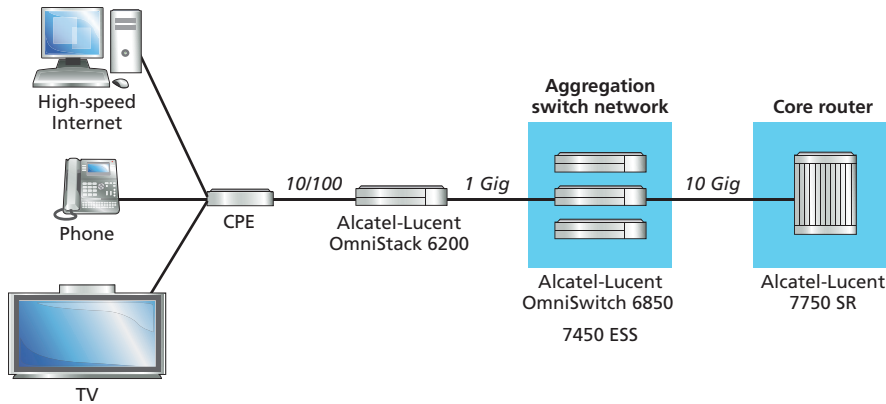 High-speed
Internet
Phone
TV
CPE
10/100
Alcatel-Lucent
OmniStack 6200
1 Gig
Aggregation
switch network
Alcatel-Lucent
OmniSwitch 6850
7450 ESS
10 Gig
Core router
Alcatel-Lucent
7750 SR